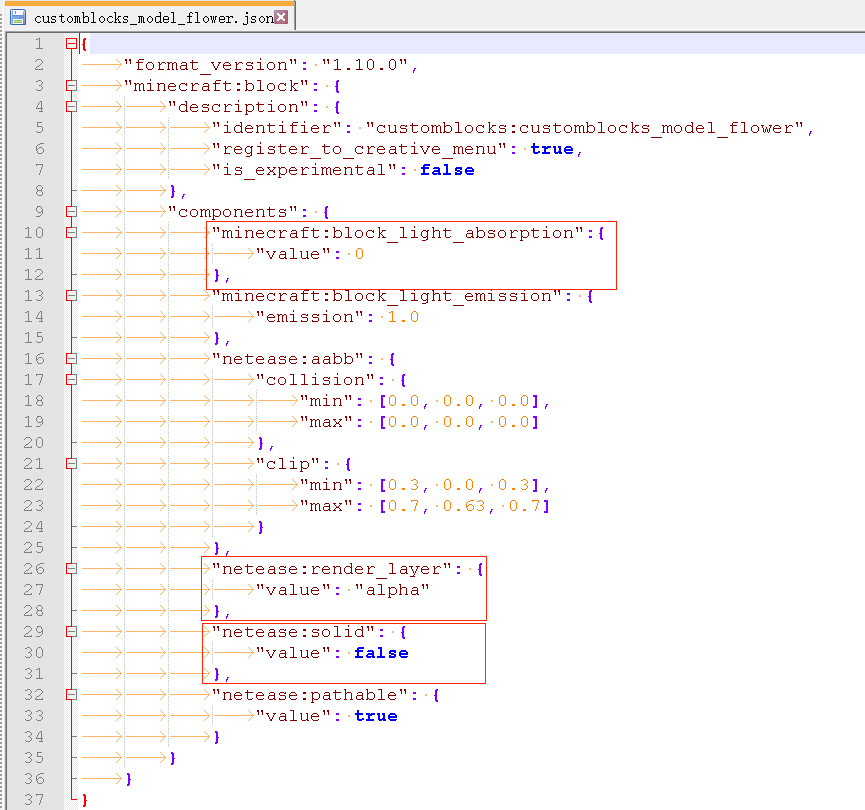 customblocks_model_flower.json
1 {
2 "format_version": "1.10.0",
3 "minecraft:block": {
4 "description": {
5 "identifier": "customblocks:customblocks_model_flower",
6 "register_to_creative_menu": true,
7 "is_experimental": false
8 },
9 "components": {
10 "minecraft:block_light_absorption":{
11 "value": 0
12 },
13 "minecraft:block_light_emission": {
14 "emission": 1.0
15 },
16 "netease:aabb": {
17 "collision": {
18 "min": [0.0, 0.0, 0.0],
19 "max": [0.0, 0.0, 0.0]
20 },
21 "clip": {
22 "min": [0.3, 0.0, 0.3],
23 "max": [0.7, 0.63, 0.7]
24 }
25 },
26 "netease:render_layer": {
27 "value": "alpha"
28 },
29 "netease:solid": {
30 "value": false
31 },
32 "netease:pathable": {
33 "value": true
34 }
35 }
36 }
37 }